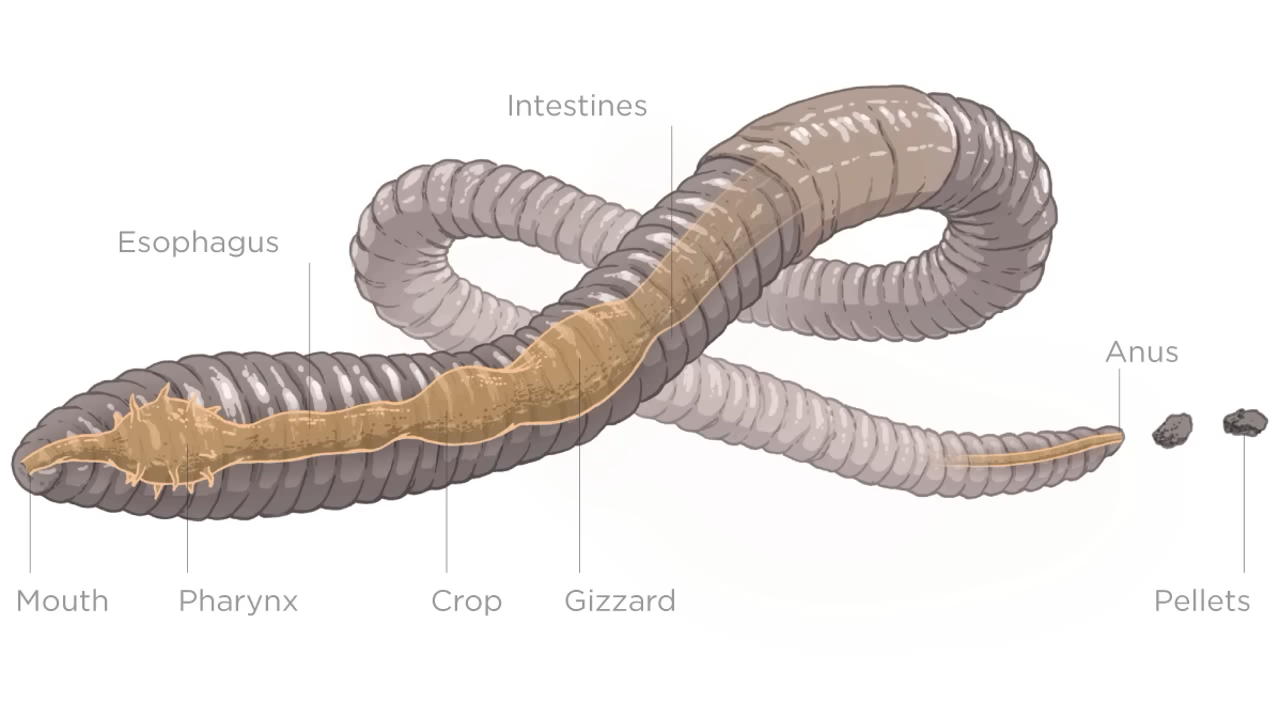 Intestines
Esophagus
Anus
Mouth
Pharynx
Crop
Gizzard
Pellets